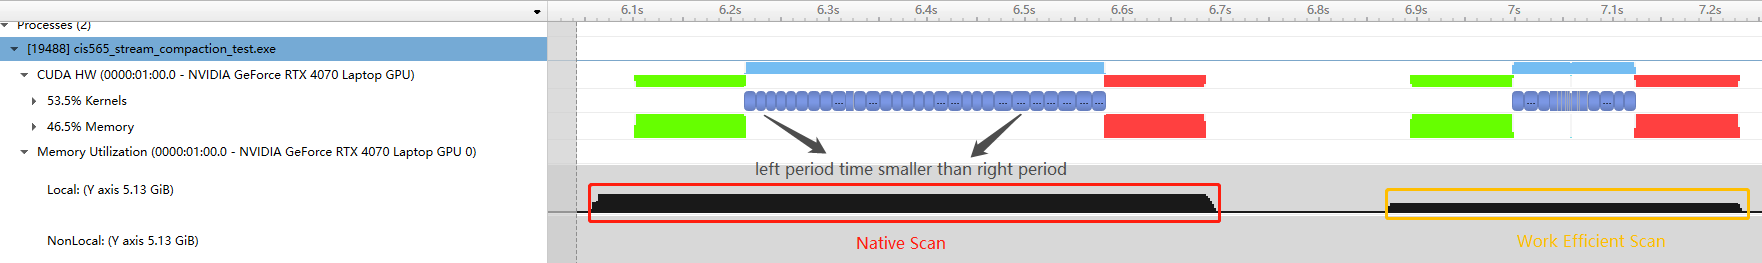 6.1s 6.2s 6.3s 6.4s 6.5s 6.6s 6.7s 6.8s 6.9s 7s 7.1s 7.2s
Processes (2)
[19488] cis565_stream_compaction_test.exe
CUDA HW (0000:01:00.0 - NVIDIA GeForce RTX 4070 Laptop GPU)
53.5% Kernels
... ... ... ... ... ... ... ... ... ...
46.5% Memory
Memory Utilization (0000:01:00.0 - NVIDIA GeForce RTX 4070 Laptop GPU 0)
left period time smaller than right period
Local: (Y axis 5.13 GiB)
NonLocal: (Y axis 5.13 GiB)
Native Scan
Work Efficient Scan